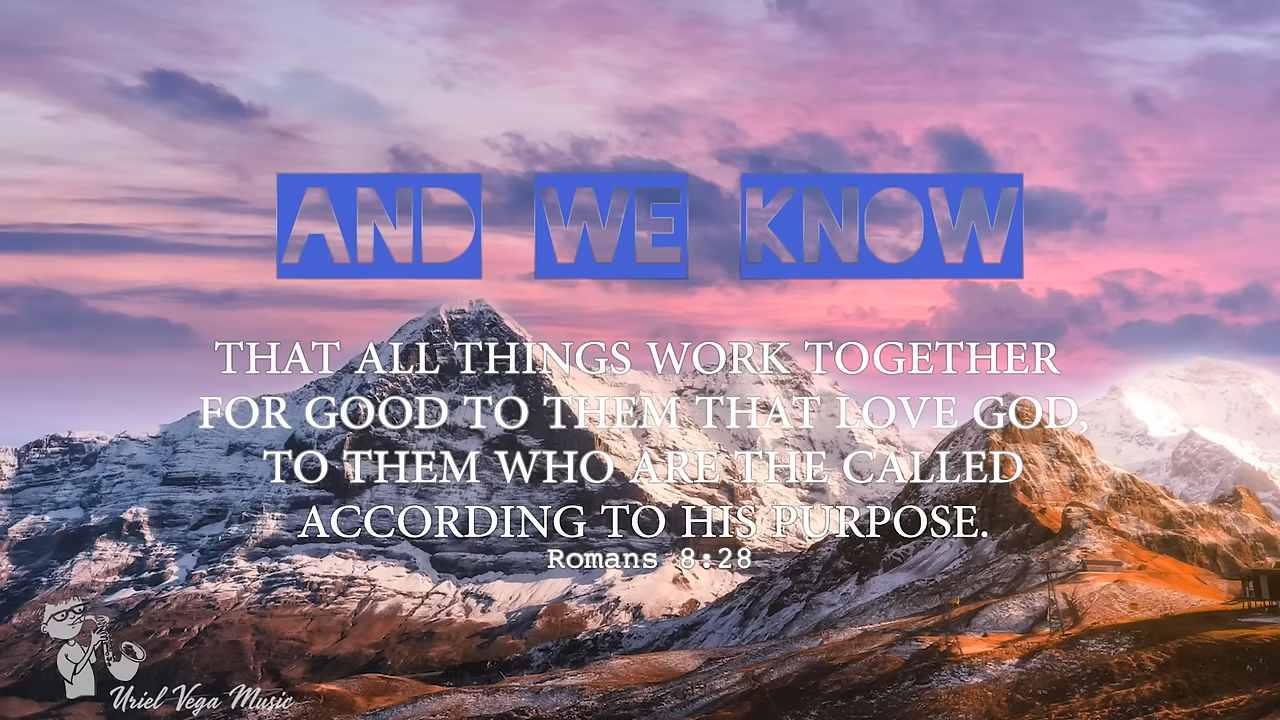 AND WE KNOW
THAT ALL THINGS WORK TOGETHER
FOR GOOD TO THEM THAT LOVE GOD,
TO THEM WHO ARE THE CALLED
ACCORDING TO HIS PURPOSE.
Romans 8:28
Uriel Vega Music